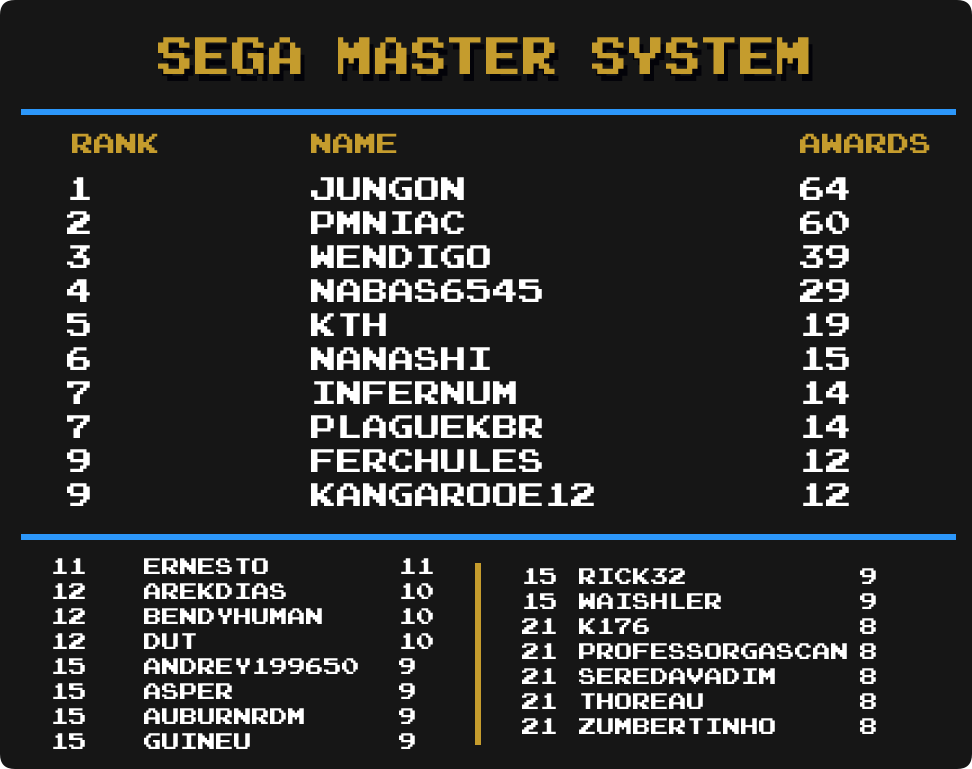 SEGA MASTER SYSTEM
RANK NAME AWARDS
1 JUNGON 64
2 PMNIAC 60
3 WENDIGO 39
4 NABAS6545 29
5 KTH 19
6 NANASHI 15
7 INFERNUM 14
7 PLAGUEKBR 14
9 FERCHULES 12
9 KANGAROOE12 12
11 ERNESTO 11
12 AREKDIAS 10
12 BENDYHUMAN 10
12 DUT 10
15 ANDREY199650 9
15 ASPER 9
15 AUBURNRDM 9
15 GUINEU 9
15 RICK32 9
15 WAISHLER 9
21 K176 8
21 PROFESSORGASCAN 8
21 SEREDAVADIM 8
21 THOREAU 8
21 ZUMBERTINHO 8